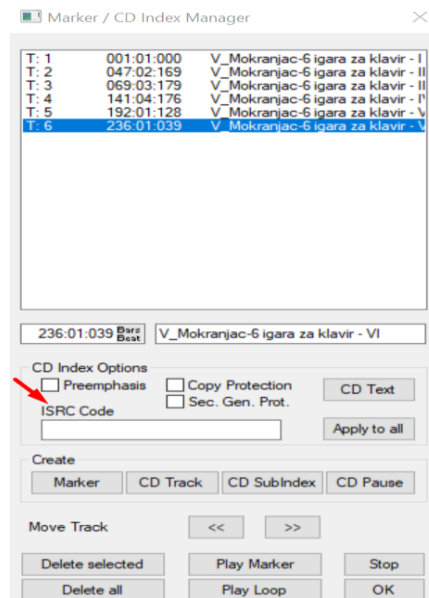 Marker / CD Index Manager
T: 1 001:01:000 V_Mokranjac-6 igara za klavir - I
T: 2 047:02:169 V_Mokranjac-6 igara za klavir - II
T: 3 069:03:179 V_Mokranjac-6 igara za klavir - II
T: 4 141:04:176 V_Mokranjac-6 igara za klavir - I
T: 5 192:01:128 V_Mokranjac-6 igara za klavir - V
T: 6 236:01:039 V_Mokranjac-6 igara za klavir - V
236:01:039 Bars Beat V_Mokranjac-6 igara za klavir - VI
CD Index Options
Preemphasis Copy Protection CD Text
Sec. Gen. Prot.
ISRC Code
Apply to all
Create
Marker CD Track CD SubIndex CD Pause
Move Track << >>
Delete selected Play Marker Stop
Delete all Play Loop OK